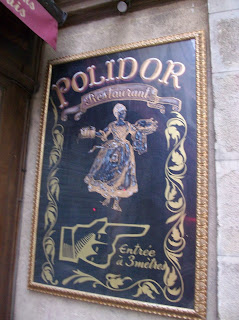 POLIDOR
Restaurant
Entrée
à 3 mètres